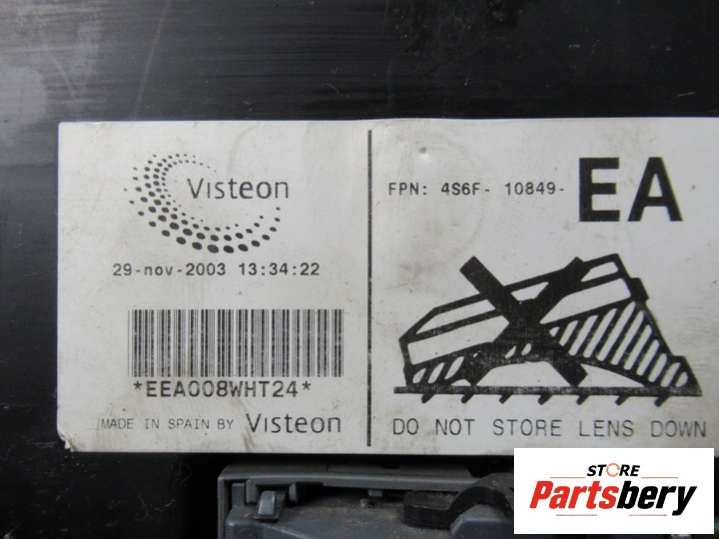 Visteon
29-nov-2003 13:34:22
*EEA008WHT24*
MADE IN SPAIN BY Visteon
FPN: 4S6F- 10849- EA
DO NOT STORE LENS DOWN
STORE
Partsbery